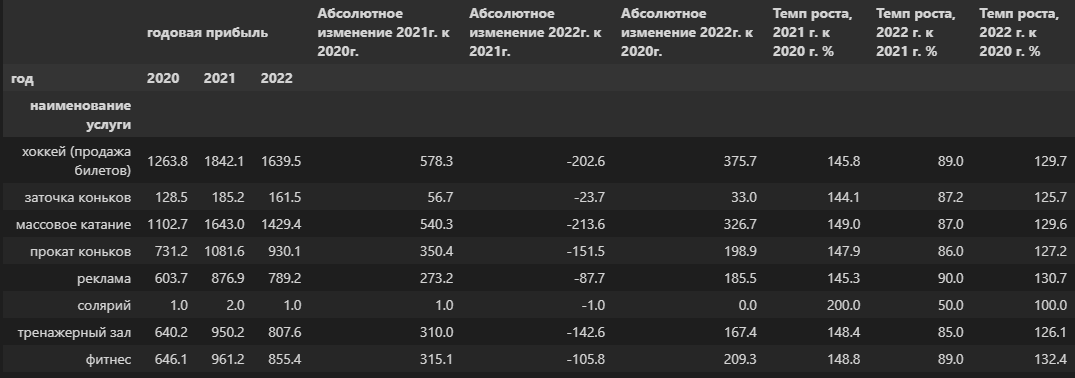 годовая прибыль Абсолютное изменение 2021г. к 2020г. Абсолютное изменение 2022г. к 2021г. Абсолютное изменение 2022г. к 2020г. Темп роста, 2021 г. к 2020 г. % Темп роста, 2022 г. к 2021 г. % Темп роста, 2022 г. к 2020 г. %
год 2020 2021 2022
наименование услуги
хоккей (продажа билетов) 1263.8 1842.1 1639.5 578.3 -202.6 375.7 145.8 89.0 129.7
заточка коньков 128.5 185.2 161.5 56.7 -23.7 33.0 144.1 87.2 125.7
массовое катание 1102.7 1643.0 1429.4 540.3 -213.6 326.7 149.0 87.0 129.6
прокат коньков 731.2 1081.6 930.1 350.4 -151.5 198.9 147.9 86.0 127.2
реклама 603.7 876.9 789.2 273.2 -87.7 185.5 145.3 90.0 130.7
солярий 1.0 2.0 1.0 1.0 -1.0 0.0 200.0 50.0 100.0
тренажерный зал 640.2 950.2 807.6 310.0 -142.6 167.4 148.4 85.0 126.1
фитнес 646.1 961.2 855.4 315.1 -105.8 209.3 148.8 89.0 132.4